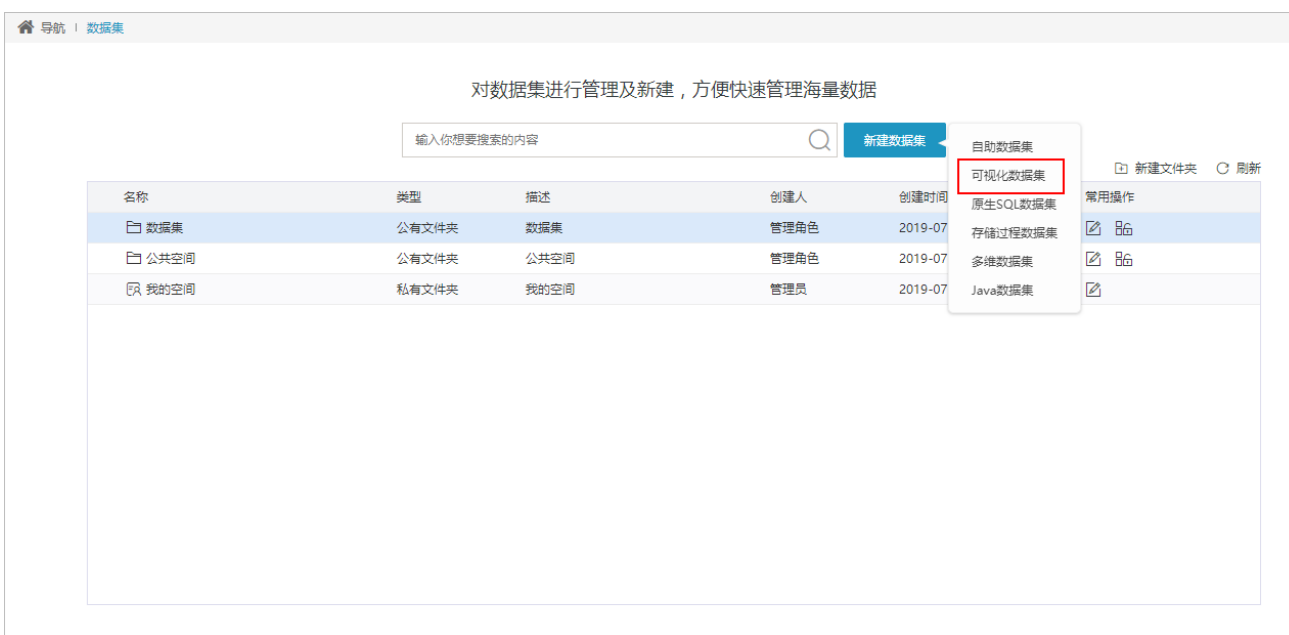 导航 | 数据集
对数据集进行管理及新建，方便快速管理海量数据
输入你想要搜索的内容
新建数据集
自助数据集
可视化数据集
原生SQL数据集
存储过程数据集
多维数据集
Java数据集
新建文件夹 刷新
名称 类型 描述 创建人 创建时间 常用操作
数据集 公有文件夹 数据集 管理角色 2019-07
公共空间 公有文件夹 公共空间 管理角色 2019-07
我的空间 私有文件夹 我的空间 管理员 2019-07